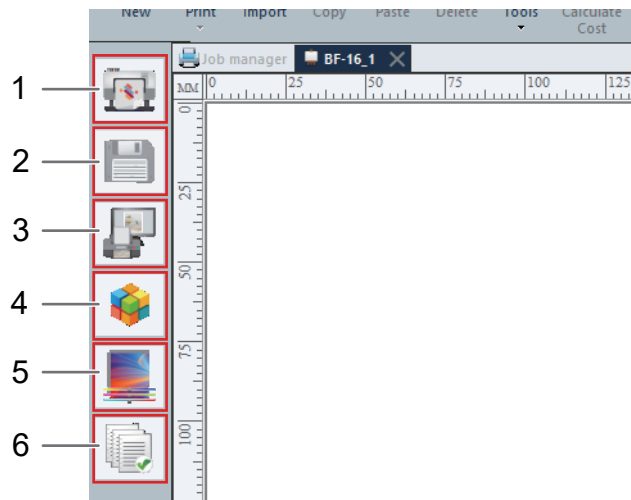 New Print Import Copy Paste Delete Tools Calculate
Cost
Job manager BF-16_1
MM 0 25 50 75 100 125
0
25
50
75
100
1
2
3
4
5
6